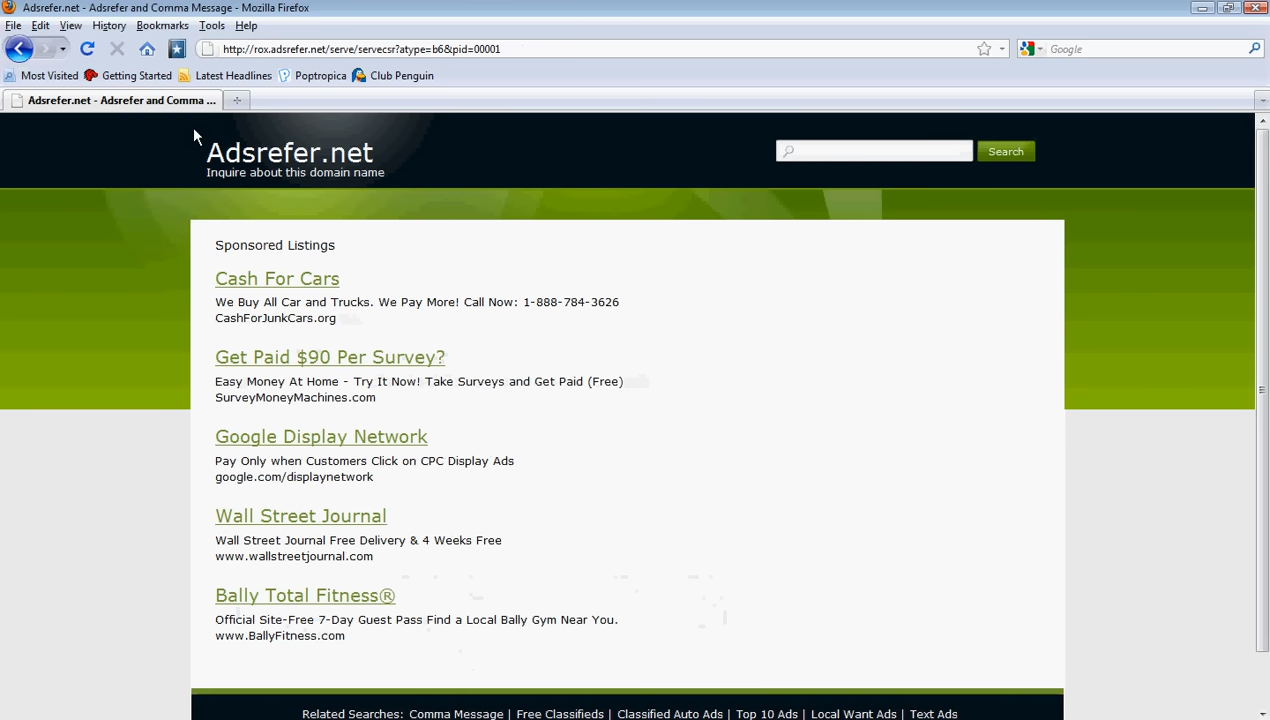 Adsrefer.net - Adsrefer and Comma Message - Mozilla Firefox
File Edit View History Bookmarks Tools Help
http://rox.adsrefer.net/serve/servecsr?atype=b6&pid=00001
Google
Most Visited Getting Started Latest Headlines Poptropica Club Penguin
Adsrefer.net - Adsrefer and Comma ...
Adsrefer.net
Inquire about this domain name
Search
Sponsored Listings
Cash For Cars
We Buy All Car and Trucks. We Pay More! Call Now: 1-888-784-3626
CashForJunkCars.org
Get Paid $90 Per Survey?
Easy Money At Home - Try It Now! Take Surveys and Get Paid (Free)
SurveyMoneyMachines.com
Google Display Network
Pay Only when Customers Click on CPC Display Ads
google.com/displaynetwork
Wall Street Journal
Wall Street Journal Free Delivery & 4 Weeks Free
www.wallstreetjournal.com
Bally Total Fitness®
Official Site-Free 7-Day Guest Pass Find a Local Bally Gym Near You.
www.BallyFitness.com
Related Searches: Comma Message | Free Classifieds | Classified Auto Ads | Top 10 Ads | Local Want Ads | Text Ads